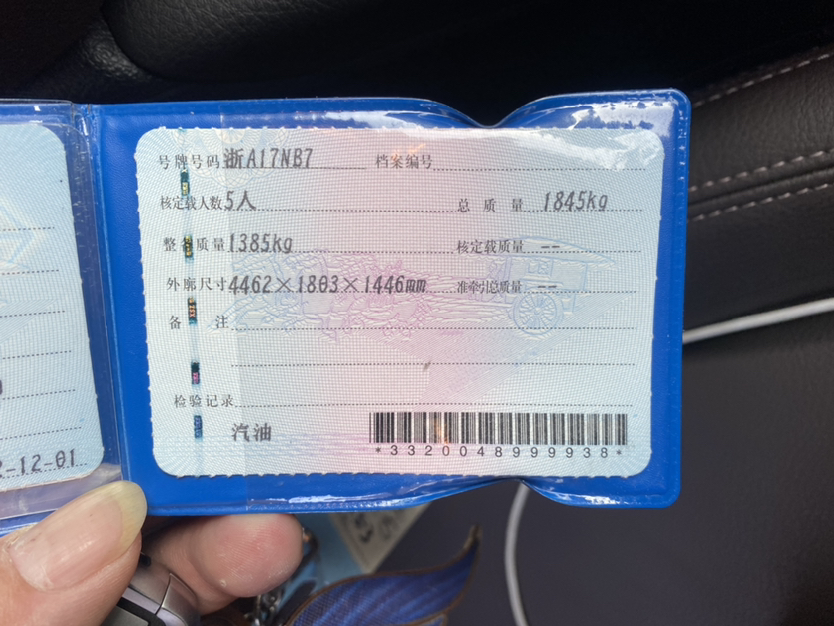 号牌号码 浙A17NB7 档案编号
核定载人数 5人 总质量 1845kg
整备质量 1385kg 核定载质量 --
外廓尺寸 4462×1803×1446mm 准牵引总质量 --
备注
检验记录
汽油
*3320048999938*
-12-01